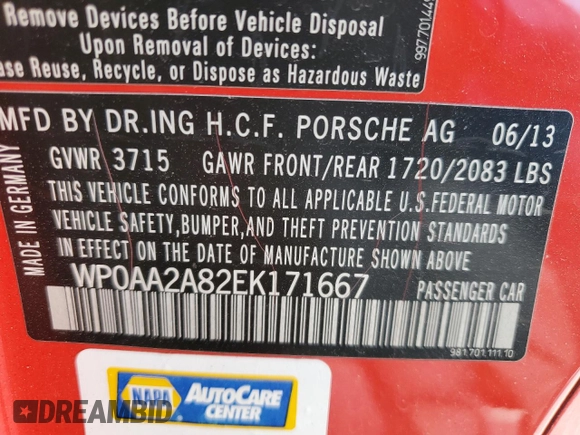 Remove Devices Before Vehicle Disposal
Upon Removal of Devices:
ase Reuse, Recycle, or Dispose as Hazardous Waste
997701449
MFD BY DR.ING H.C.F. PORSCHE AG 06/13
GVWR 3715 GAWR FRONT/REAR 1720/2083 LBS
THIS VEHICLE CONFORMS TO ALL APPLICABLE U.S.FEDERAL MOTOR
VEHICLE SAFETY,BUMPER,AND THEFT PREVENTION STANDARDS
IN EFFECT ON THE DATE OF MANUFACTURE SHOWN ABOVE
MADE IN GERMANY
WP0AA2A82EK171667 PASSENGER CAR
981.701.111.10
NAPA AutoCare
CENTER
DREAMBID